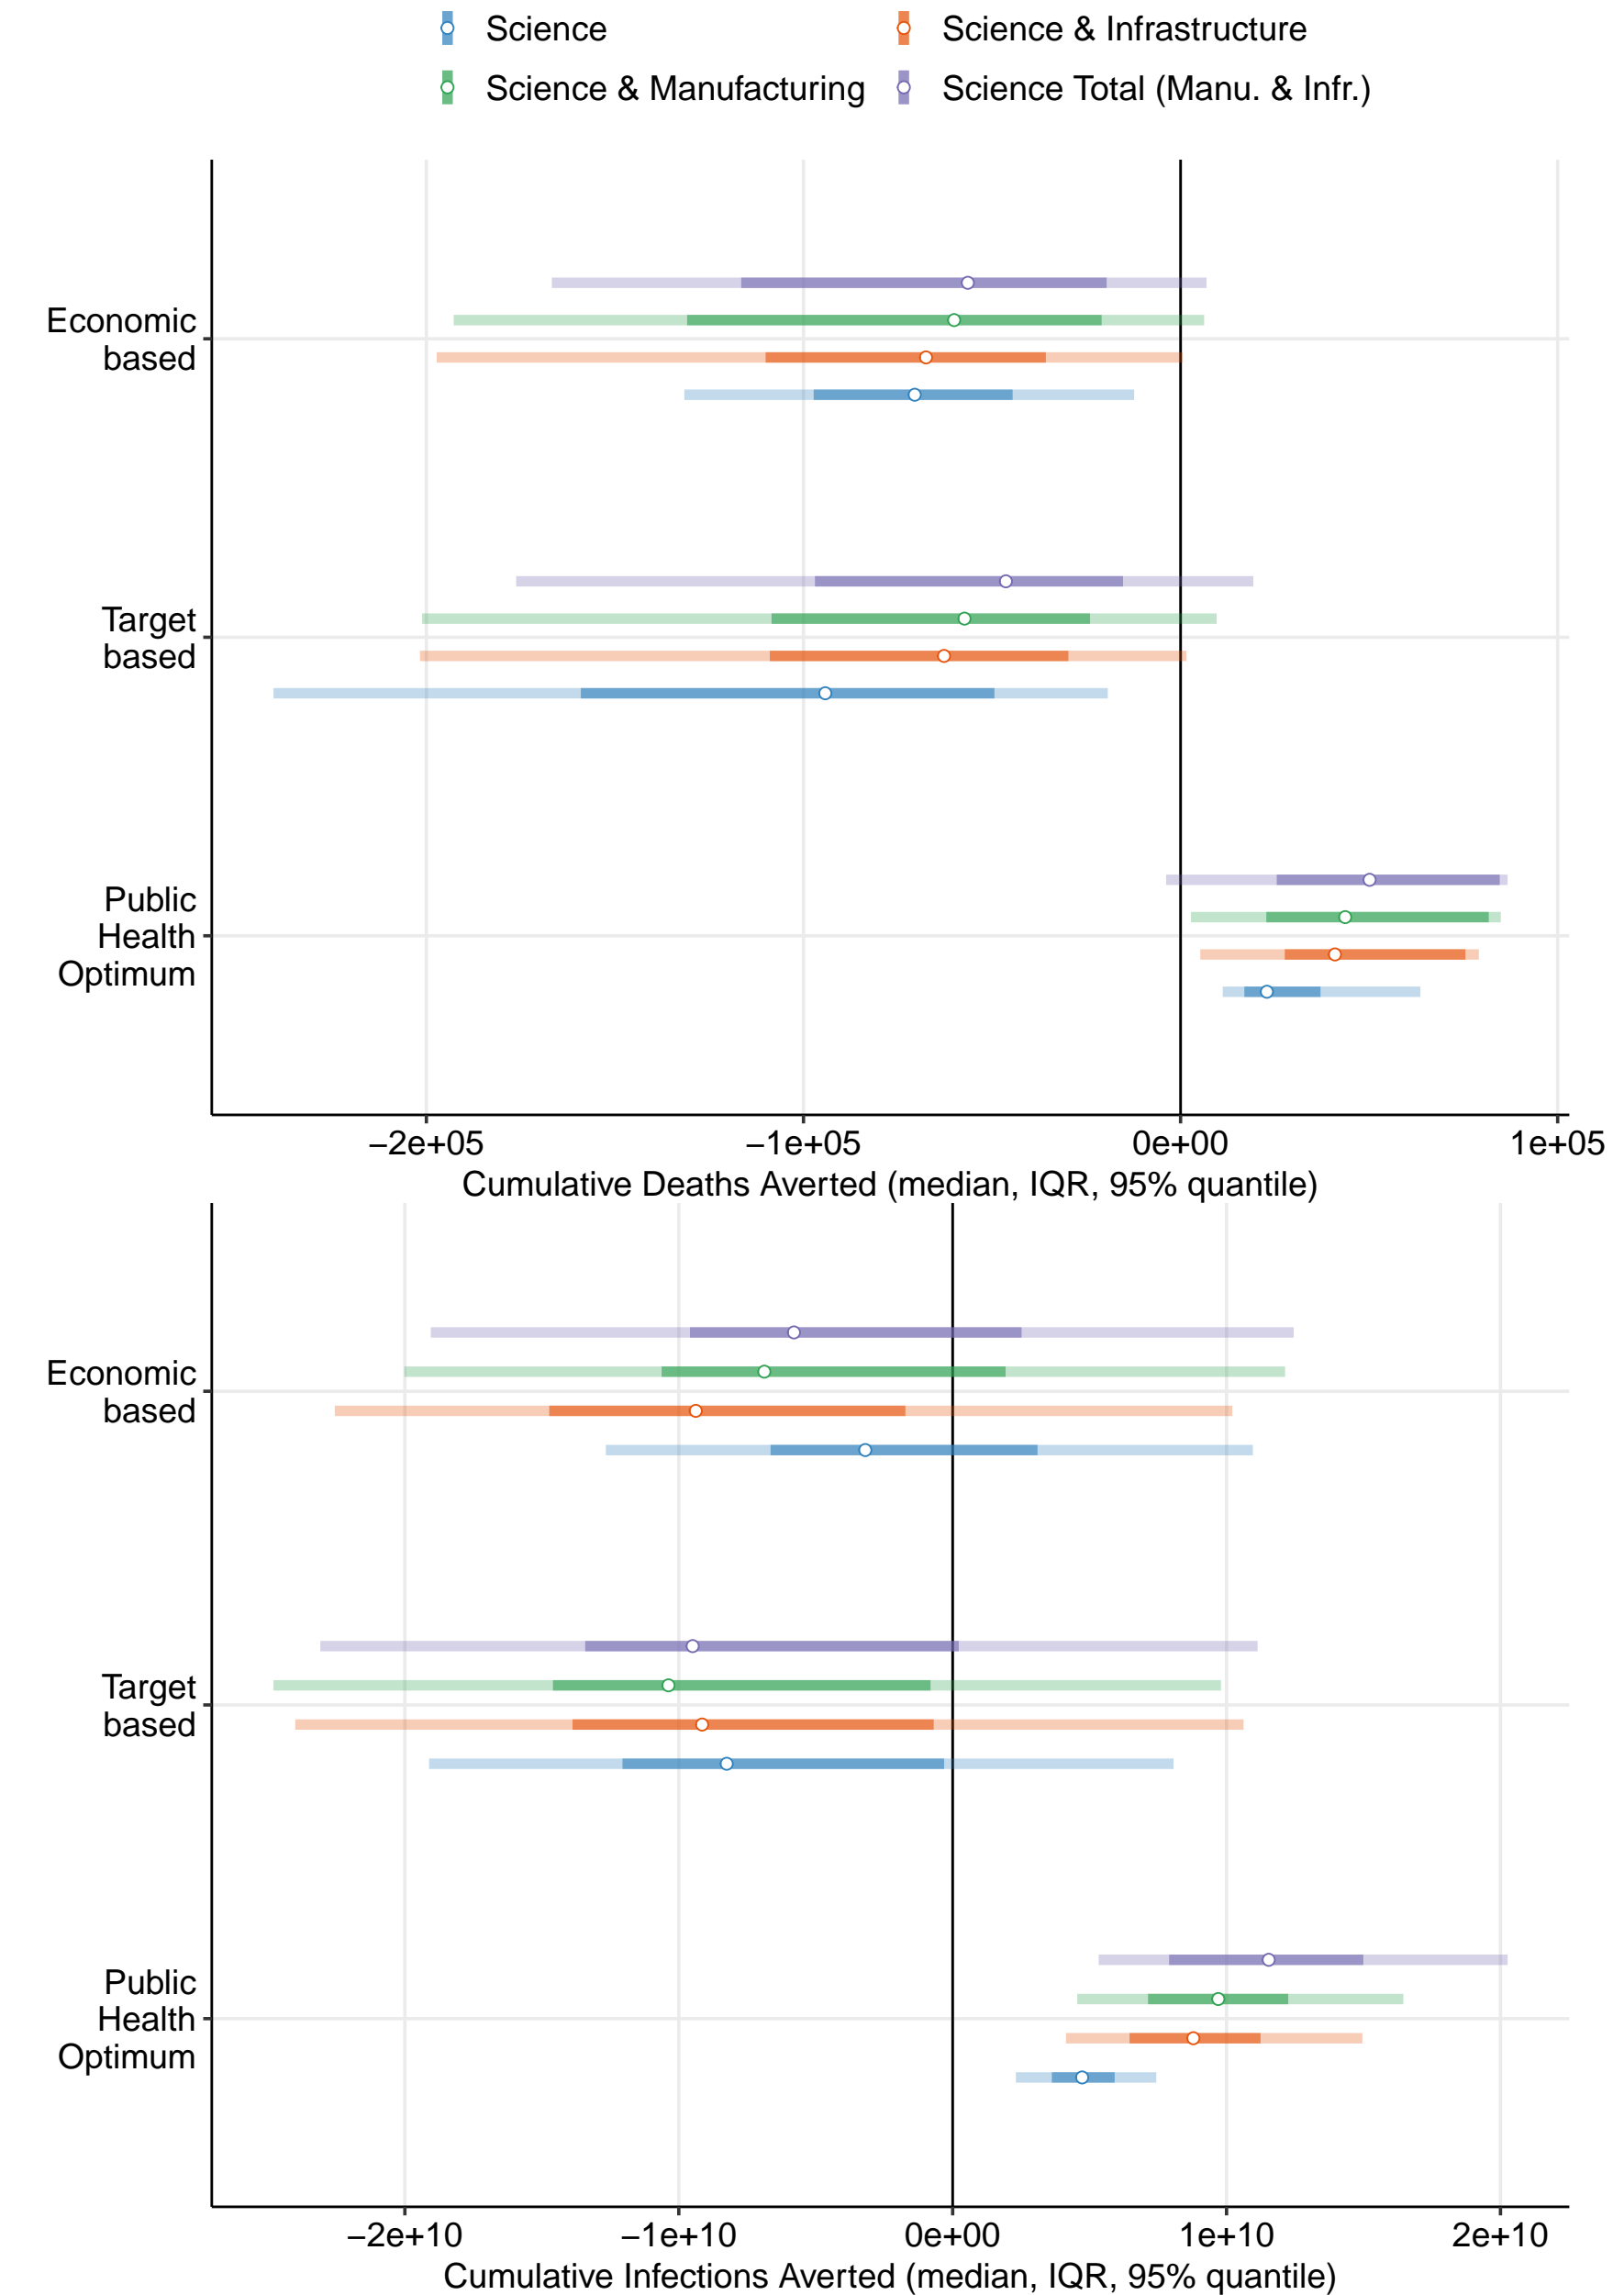 Science
Science & Infrastructure
Science & Manufacturing
Science Total (Manu. & Infr.)
Economic
based
Target
based
Public
Health
Optimum
−2e+05
−1e+05
0e+00
1e+05
Cumulative Deaths Averted (median, IQR, 95% quantile)
Economic
based
Target
based
Public
Health
Optimum
−2e+10
−1e+10
0e+00
1e+10
2e+10
Cumulative Infections Averted (median, IQR, 95% quantile)